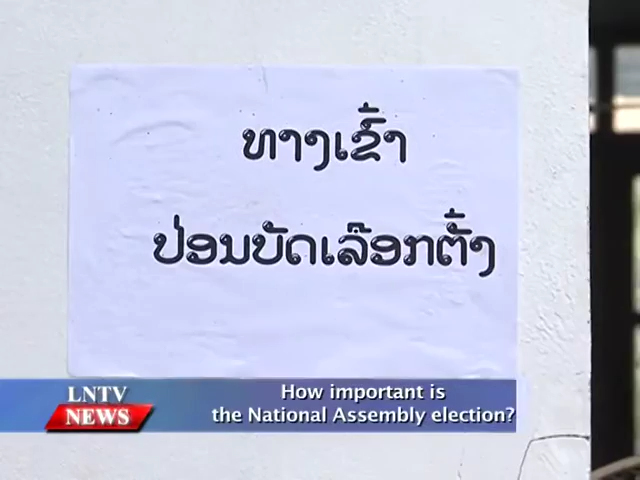 ທາງເຂົ້າ
ປ່ອນບັດເລືອກຕັ້ງ
LNTV NEWS
How important is
the National Assembly election?